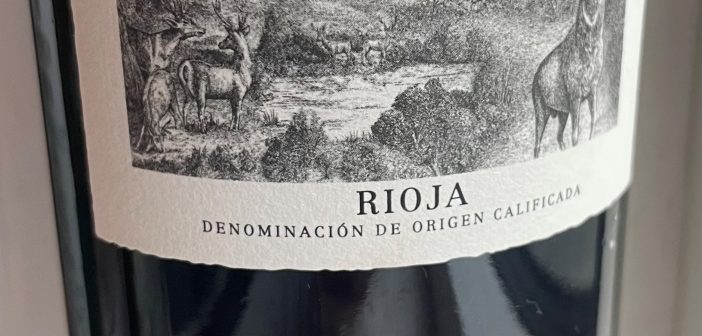 RIOJA
DENOMINACIÓN DE ORIGEN CALIFICADA